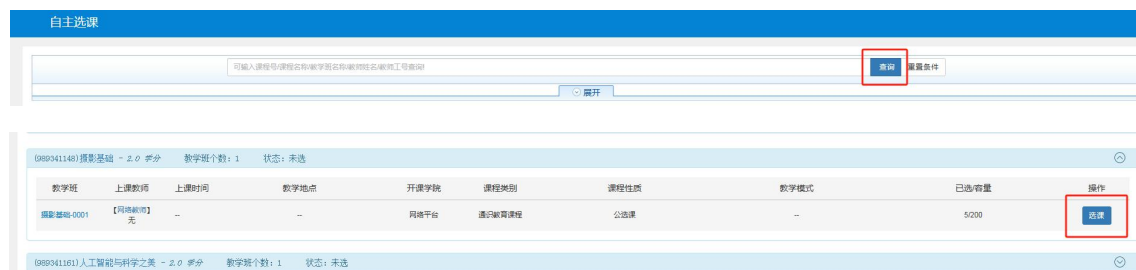 自主选课
可输入课程号/课程名称/教学班名称/教师姓名/教师工号查询!
查询 重置条件
展开
(989341148)摄影基础 - 2.0 学分 教学班个数: 1 状态: 未选
教学班 上课教师 上课时间 教学地点 开课学院 课程类别 课程性质 教学模式 已选/容量 操作
摄影基础-0001 【网络教师】 -- -- 网络平台 通识教育课程 公选课 -- 5/200 选课
无
(989341161)人工智能与科学之美 - 2.0 学分 教学班个数: 1 状态: 未选